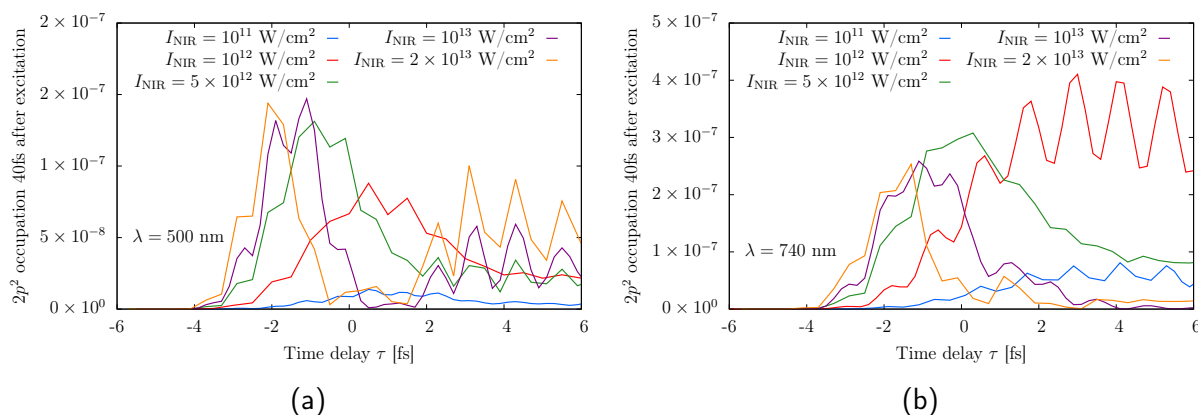 2p² occupation 40fs after excitation
2 × 10⁻⁷
2 × 10⁻⁷
1 × 10⁻⁷
5 × 10⁻⁸
0 × 10⁰
I_NIR = 10¹¹ W/cm²
I_NIR = 10¹² W/cm²
I_NIR = 5 × 10¹² W/cm²
I_NIR = 10¹³ W/cm²
I_NIR = 2 × 10¹³ W/cm²
λ = 500 nm
-6 -4 -2 0 2 4 6
Time delay τ [fs]
(a)
2p² occupation 40fs after excitation
5 × 10⁻⁷
4 × 10⁻⁷
3 × 10⁻⁷
2 × 10⁻⁷
1 × 10⁻⁷
0 × 10⁰
I_NIR = 10¹¹ W/cm²
I_NIR = 10¹² W/cm²
I_NIR = 5 × 10¹² W/cm²
I_NIR = 10¹³ W/cm²
I_NIR = 2 × 10¹³ W/cm²
λ = 740 nm
-6 -4 -2 0 2 4 6
Time delay τ [fs]
(b)